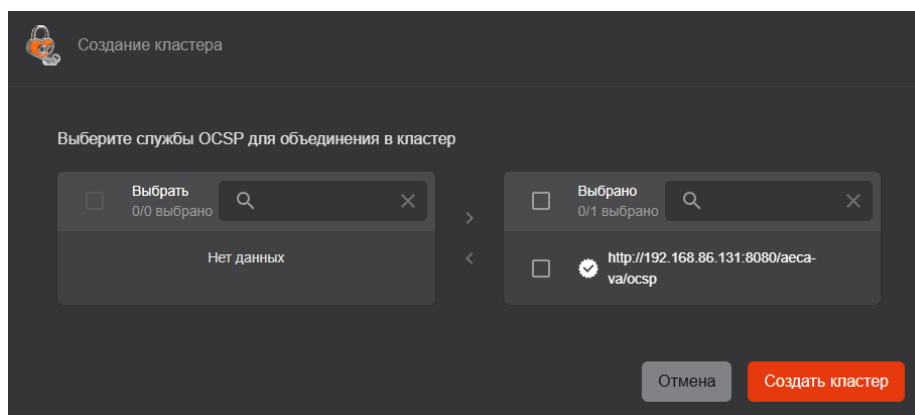 Создание кластера
Выберите службы OCSP для объединения в кластер
Выбрать
0/0 выбрано
Нет данных
Выбрано
0/1 выбрано
http://192.168.86.131:8080/aeca-
va/ocsp
Отмена
Создать кластер